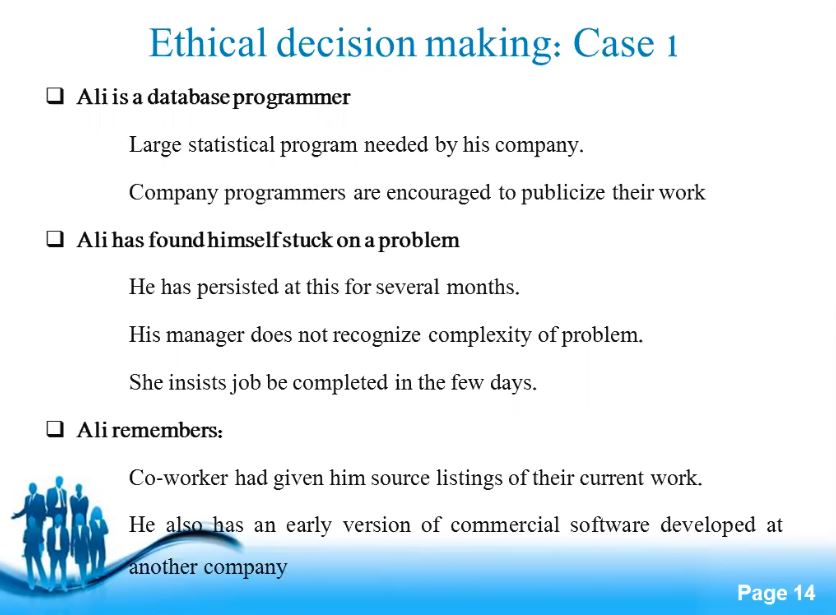 Ethical decision making: Case 1
❑ Ali is a database programmer
Large statistical program needed by his company.
Company programmers are encouraged to publicize their work
❑ Ali has found himself stuck on a problem
He has persisted at this for several months.
His manager does not recognize complexity of problem.
She insists job be completed in the few days.
❑ Ali remembers:
Co-worker had given him source listings of their current work.
He also has an early version of commercial software developed at
another company
Page 14